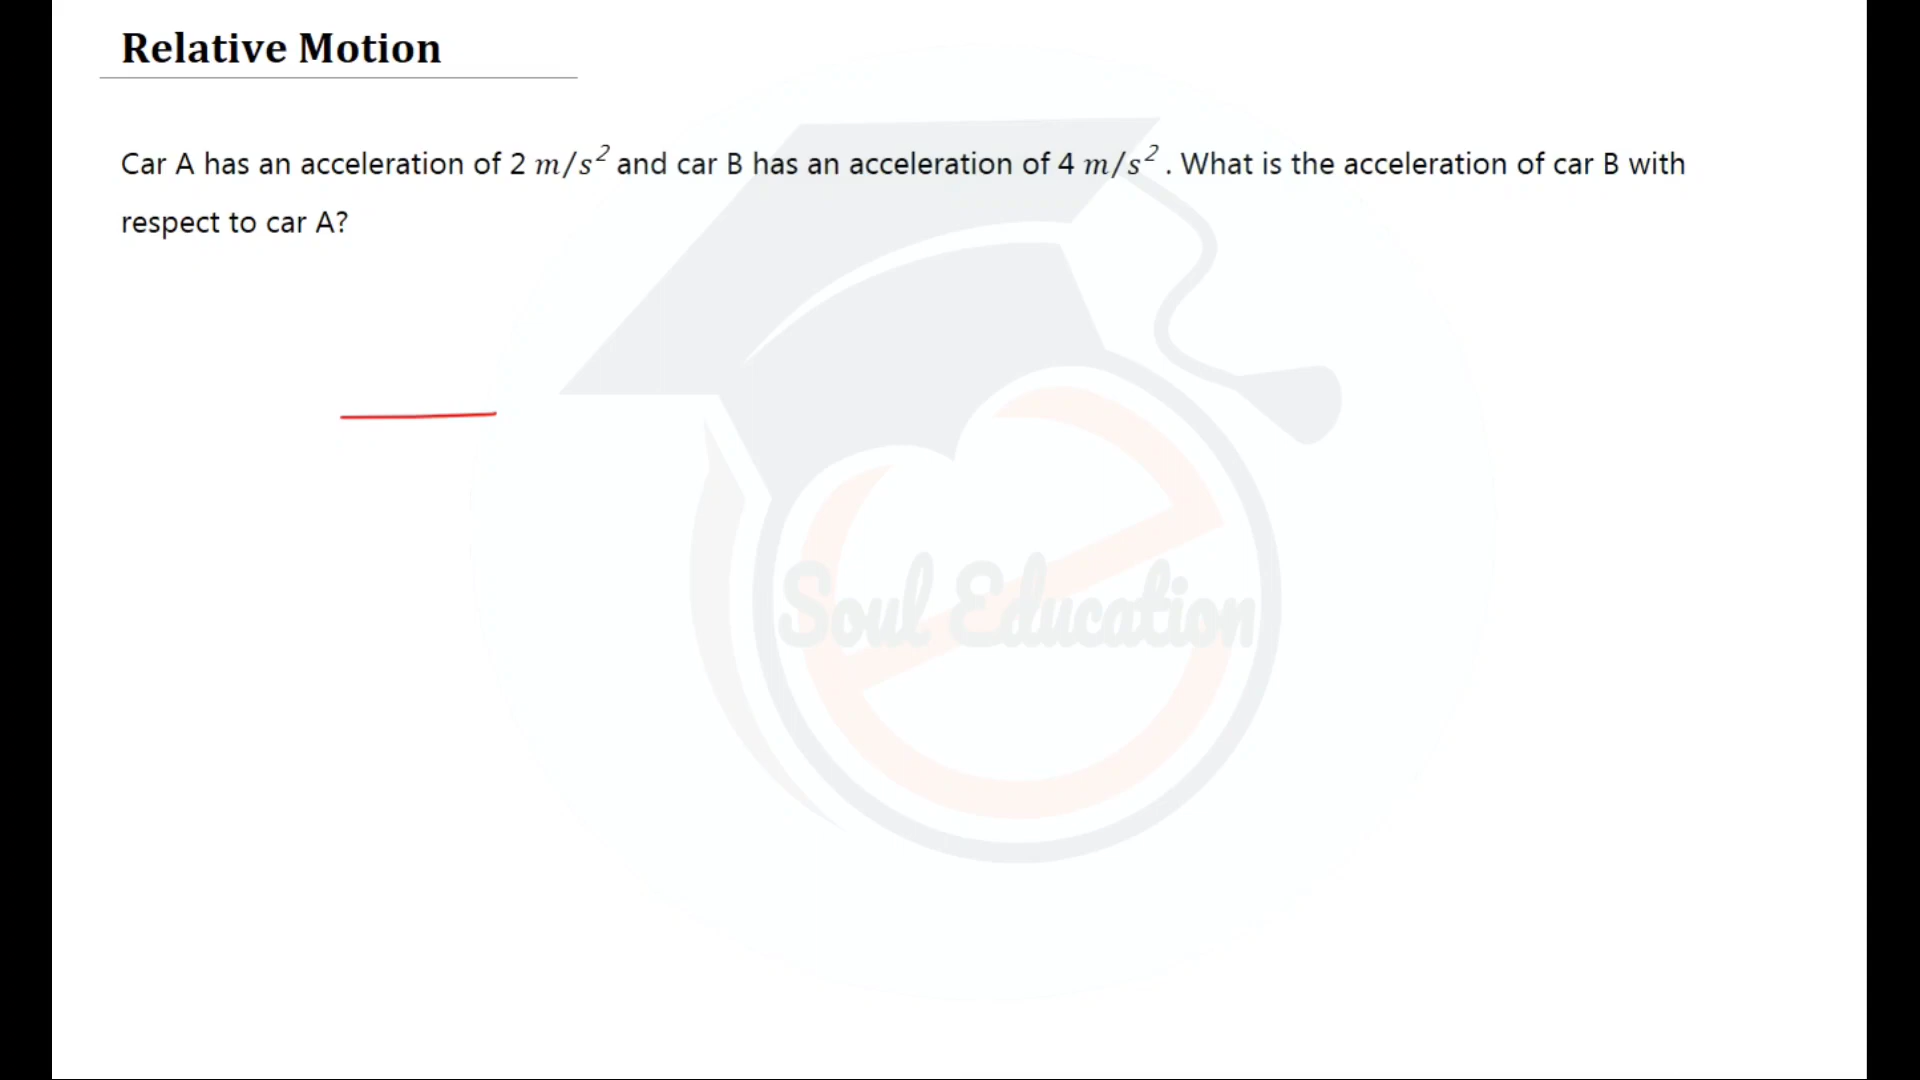 Relative Motion
Car A has an acceleration of 2 m/s² and car B has an acceleration of 4 m/s² . What is the acceleration of car B with
respect to car A?
Soul Education